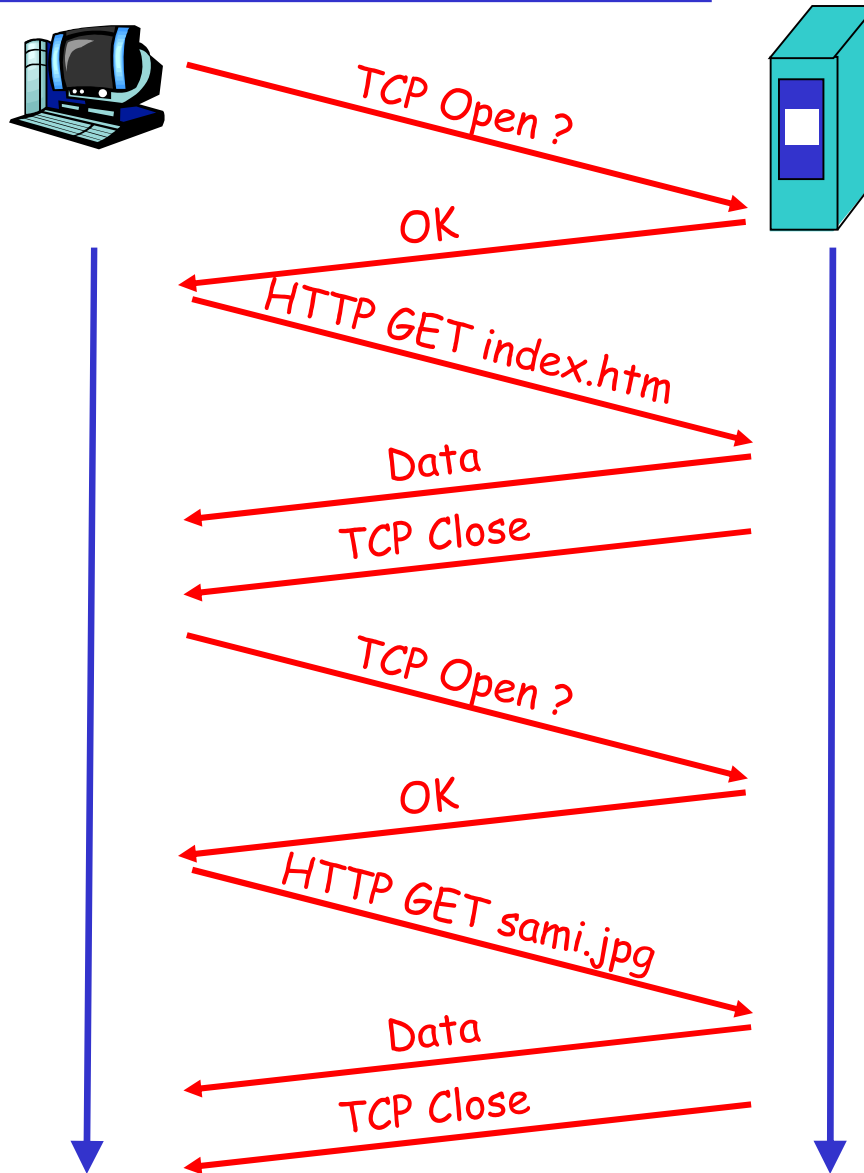 TCP Open ?
OK
HTTP GET index.htm
Data
TCP Close
TCP Open ?
OK
HTTP GET sami.jpg
Data
TCP Close